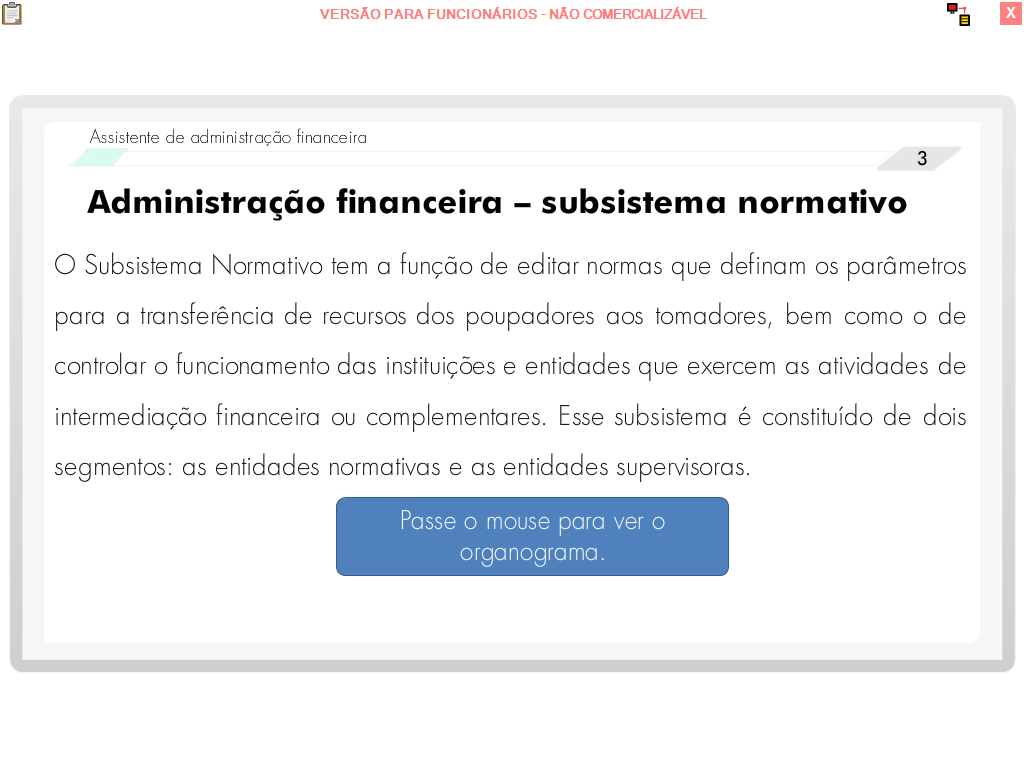 VERSÃO PARA FUNCIONÁRIOS - NÃO COMERCIALIZÁVEL
X
Assistente de administração financeira
3
Administração financeira – subsistema normativo
O Subsistema Normativo tem a função de editar normas que definam os parâmetros
para a transferência de recursos dos poupadores aos tomadores, bem como o de
controlar o funcionamento das instituições e entidades que exercem as atividades de
intermediação financeira ou complementares. Esse subsistema é constituído de dois
segmentos: as entidades normativas e as entidades supervisoras.
Passe o mouse para ver o
organograma.